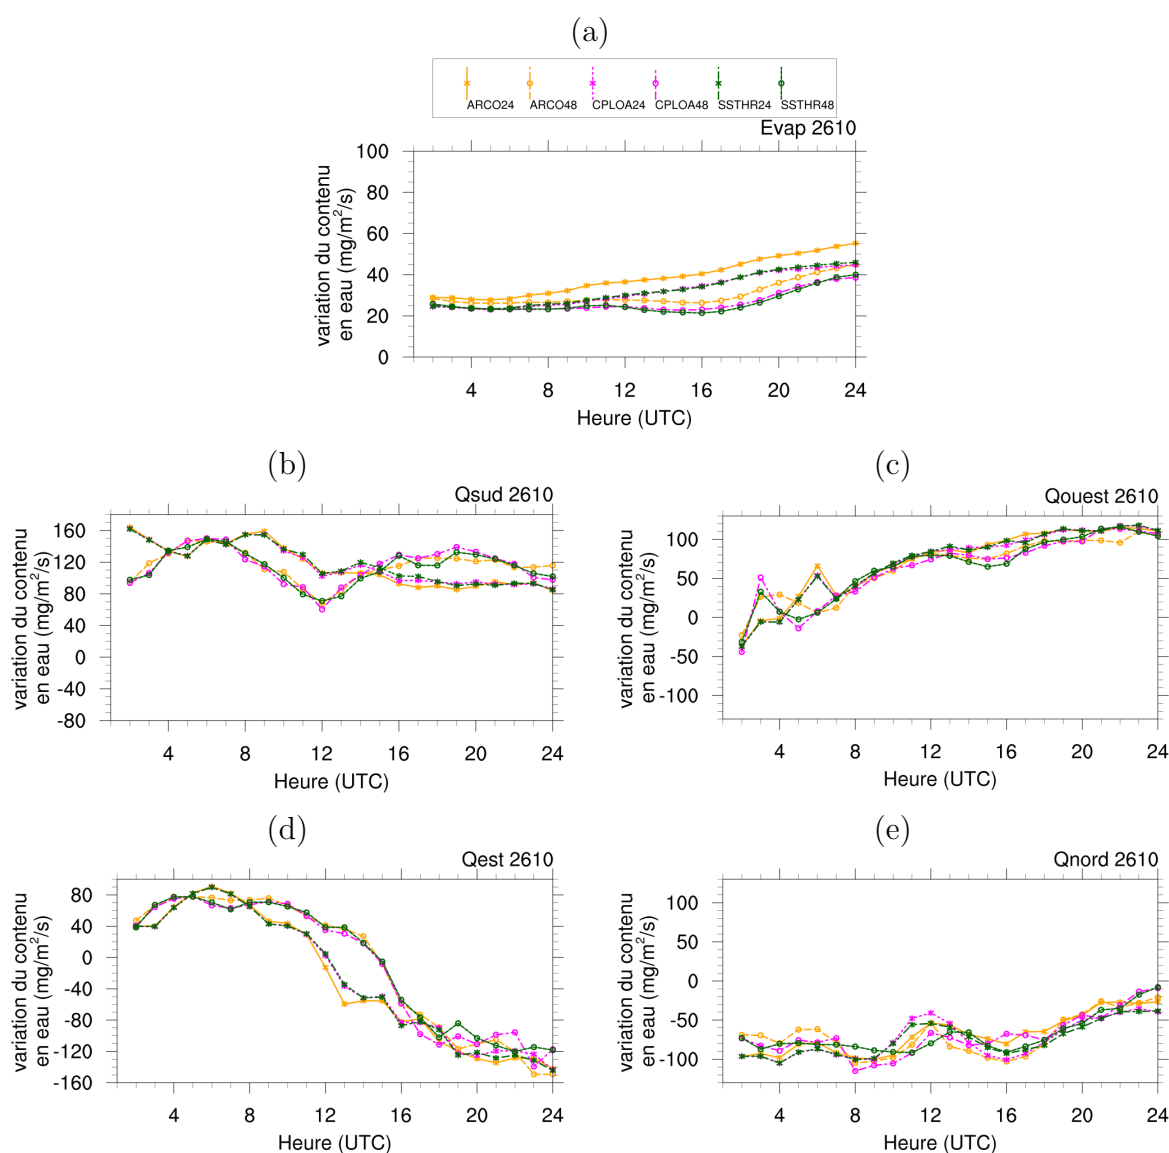 (a)
ARCO24 ARCO48 CPLOA24 CPLOA48 SSTHR24 SSTHR48
Evap 2610
variation du contenu
en eau (mg/m²/s)
100
80
60
40
20
0
4 8 12 16 20 24
Heure (UTC)
(b)
Qsud 2610
variation du contenu
en eau (mg/m²/s)
160
120
80
40
0
-40
-80
4 8 12 16 20 24
Heure (UTC)
(c)
Qouest 2610
variation du contenu
en eau (mg/m²/s)
100
50
0
-50
-100
4 8 12 16 20 24
Heure (UTC)
(d)
Qest 2610
variation du contenu
en eau (mg/m²/s)
80
40
0
-40
-80
-120
-160
4 8 12 16 20 24
Heure (UTC)
(e)
Qnord 2610
variation du contenu
en eau (mg/m²/s)
100
50
0
-50
-100
4 8 12 16 20 24
Heure (UTC)